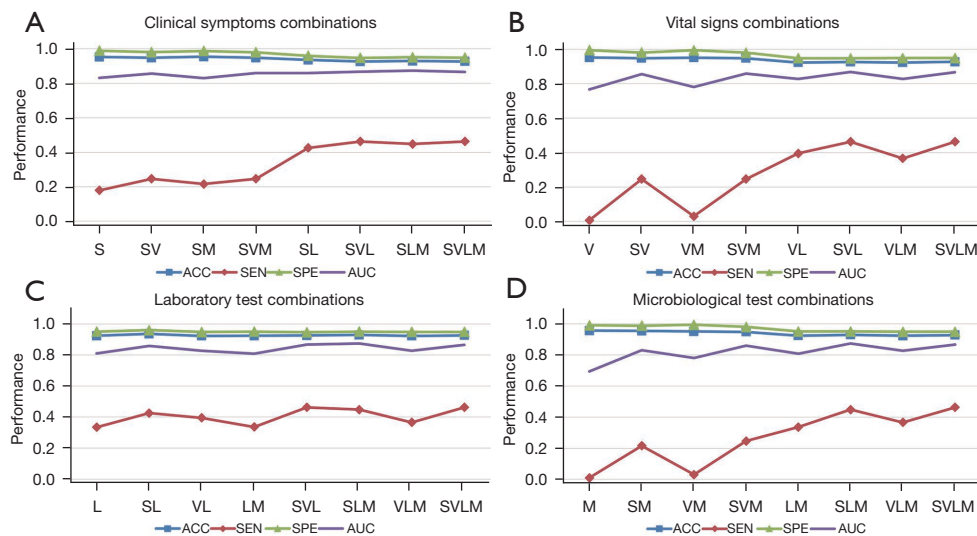 A
Clinical symptoms combinations
Performance
1.0
0.8
0.6
0.4
0.2
0.0
S SV SM SVM SL SVL SLM SVLM
ACC SEN SPE AUC
B
Vital signs combinations
Performance
1.0
0.8
0.6
0.4
0.2
0.0
V SV VM SVM VL SVL VLM SVLM
ACC SEN SPE AUC
C
Laboratory test combinations
Performance
1.0
0.8
0.6
0.4
0.2
0.0
L SL VL LM SVL SLM VLM SVLM
ACC SEN SPE AUC
D
Microbiological test combinations
Performance
1.0
0.8
0.6
0.4
0.2
0.0
M SM VM SVM LM SLM VLM SVLM
ACC SEN SPE AUC